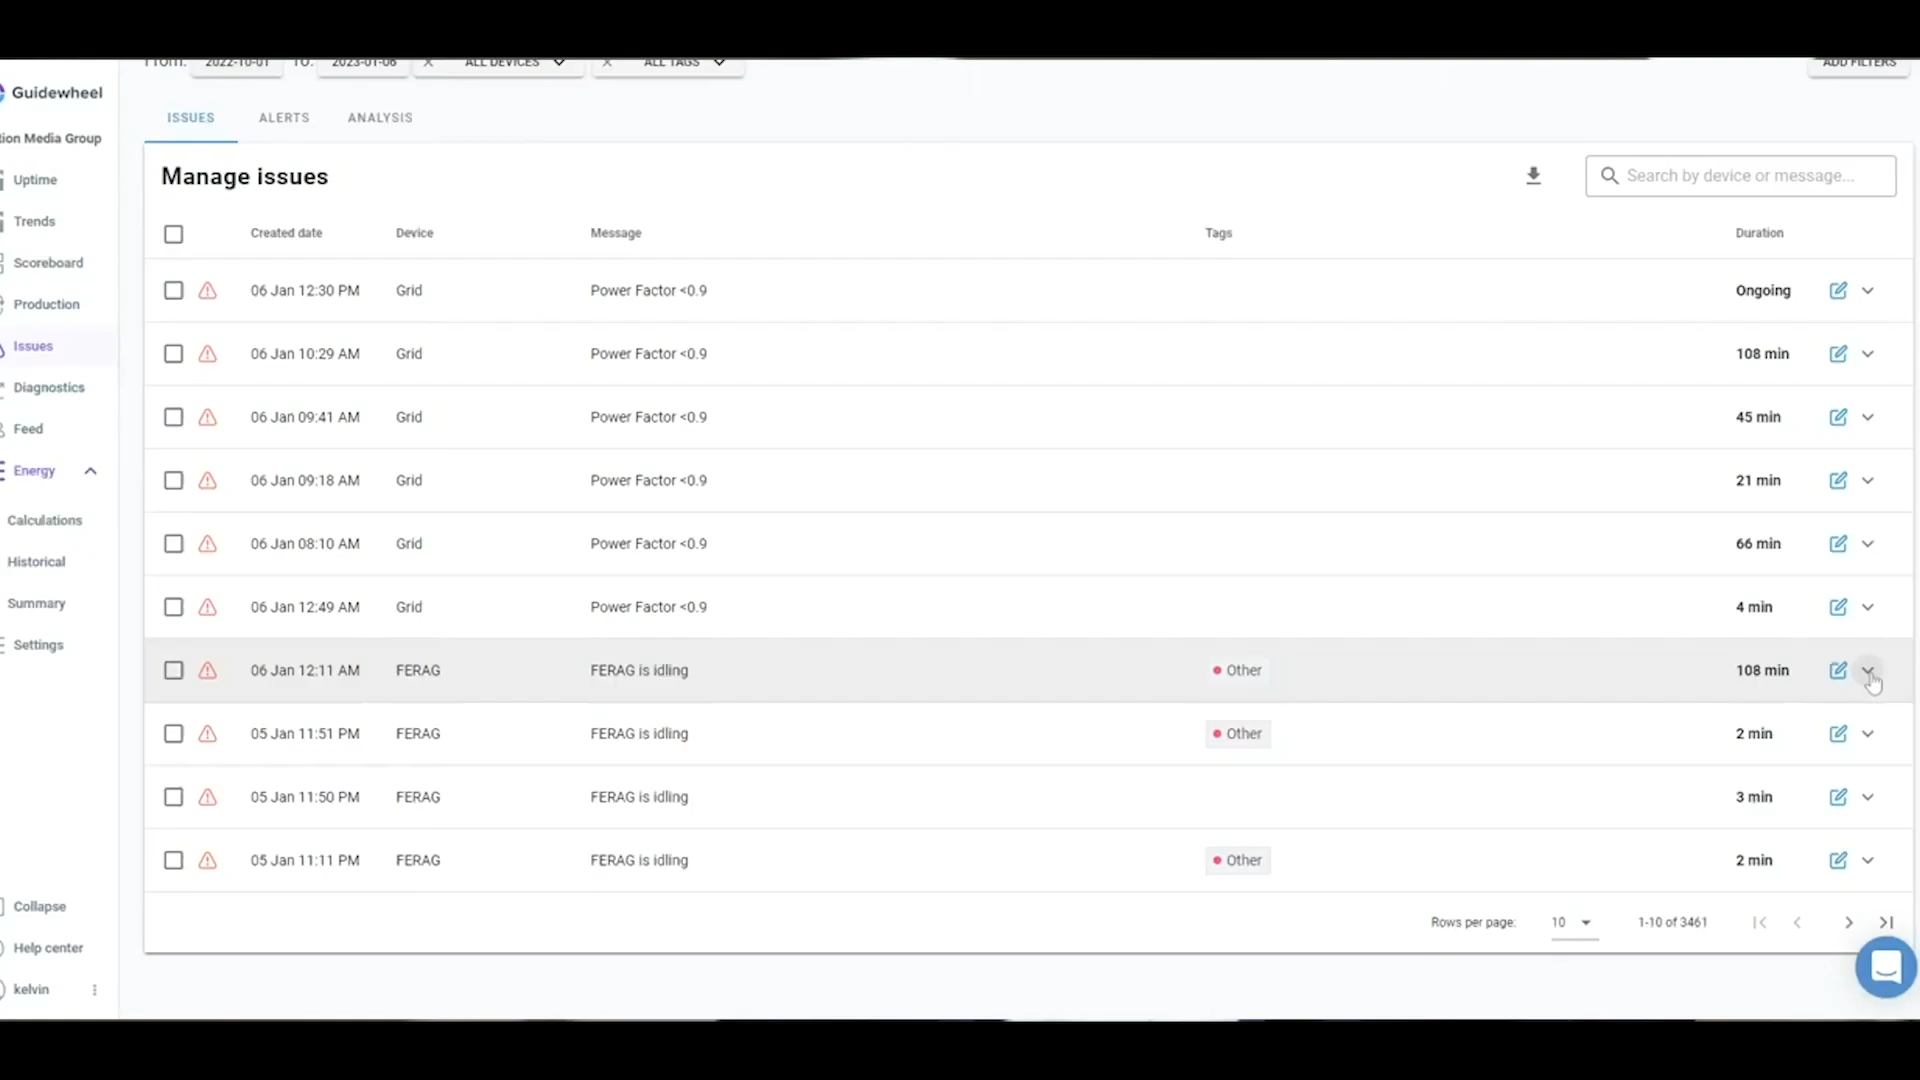 From: 2022-10-01 TO: 2023-01-06 ALL DEVICES ALL TAGS ADD FILTERS
Guidewheel
tion Media Group
Uptime
Trends
Scoreboard
Production
Issues
Diagnostics
Feed
Energy
Calculations
Historical
Summary
Settings
Collapse
Help center
kelvin
ISSUES ALERTS ANALYSIS
Manage issues
Search by device or message...
Created date Device Message Tags Duration
06 Jan 12:30 PM Grid Power Factor <0.9 Ongoing
06 Jan 10:29 AM Grid Power Factor <0.9 108 min
06 Jan 09:41 AM Grid Power Factor <0.9 45 min
06 Jan 09:18 AM Grid Power Factor <0.9 21 min
06 Jan 08:10 AM Grid Power Factor <0.9 66 min
06 Jan 12:49 AM Grid Power Factor <0.9 4 min
06 Jan 12:11 AM FERAG FERAG is idling Other 108 min
05 Jan 11:51 PM FERAG FERAG is idling Other 2 min
05 Jan 11:50 PM FERAG FERAG is idling 3 min
05 Jan 11:11 PM FERAG FERAG is idling Other 2 min
Rows per page: 10 1-10 of 3461